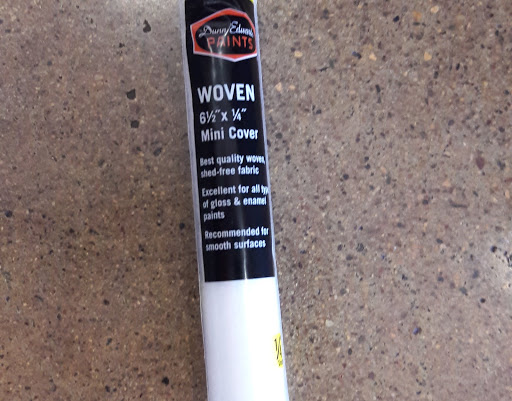 Dunn-Edwards
PAINTS
WOVEN
6½" x ¼"
Mini Cover
Best quality woven,
shed-free fabric
Excellent for all
of gloss & enamel
paints
Recommended for
smooth surfaces